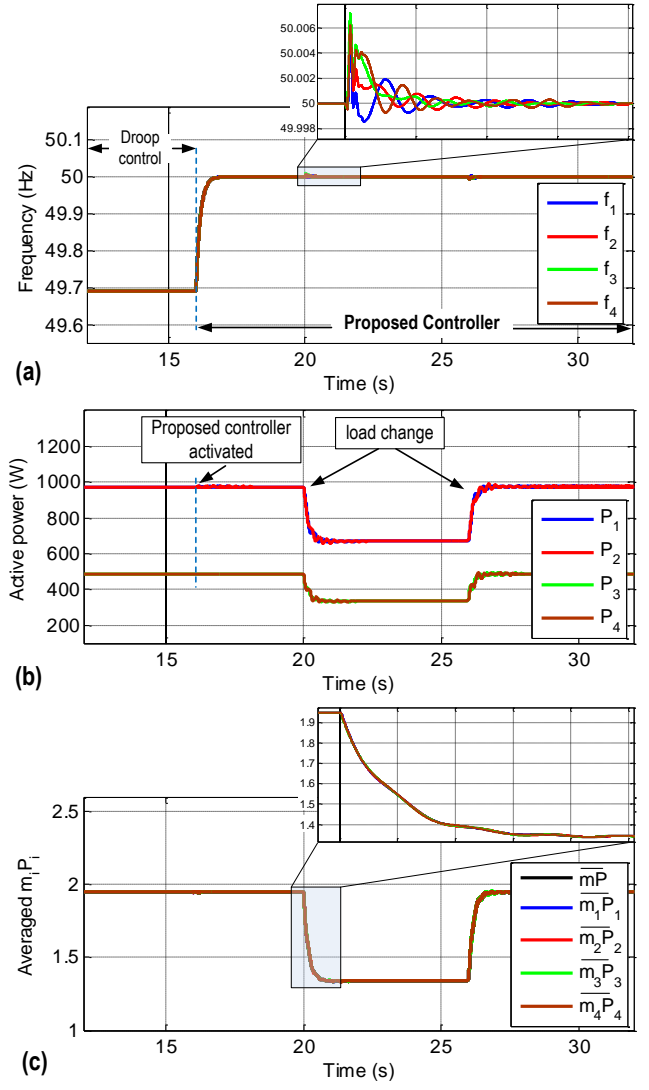 50.006
50.004
50.002
50
49.998
50.1
50
49.9
49.8
49.7
49.6
Frequency (Hz)
Droop
control
f1
f2
f3
f4
Proposed Controller
15 20 25 30
Time (s)
(a)
1000
800
600
400
200
Active power (W)
Proposed controller
activated
load change
P1
P2
P3
P4
15 20 25 30
Time (s)
(b)
1.9
1.8
1.7
1.6
1.5
1.4
2.5
2
1.5
1
Averaged miPi
mP
m1P1
m2P2
m3P3
m4P4
15 20 25 30
Time (s)
(c)